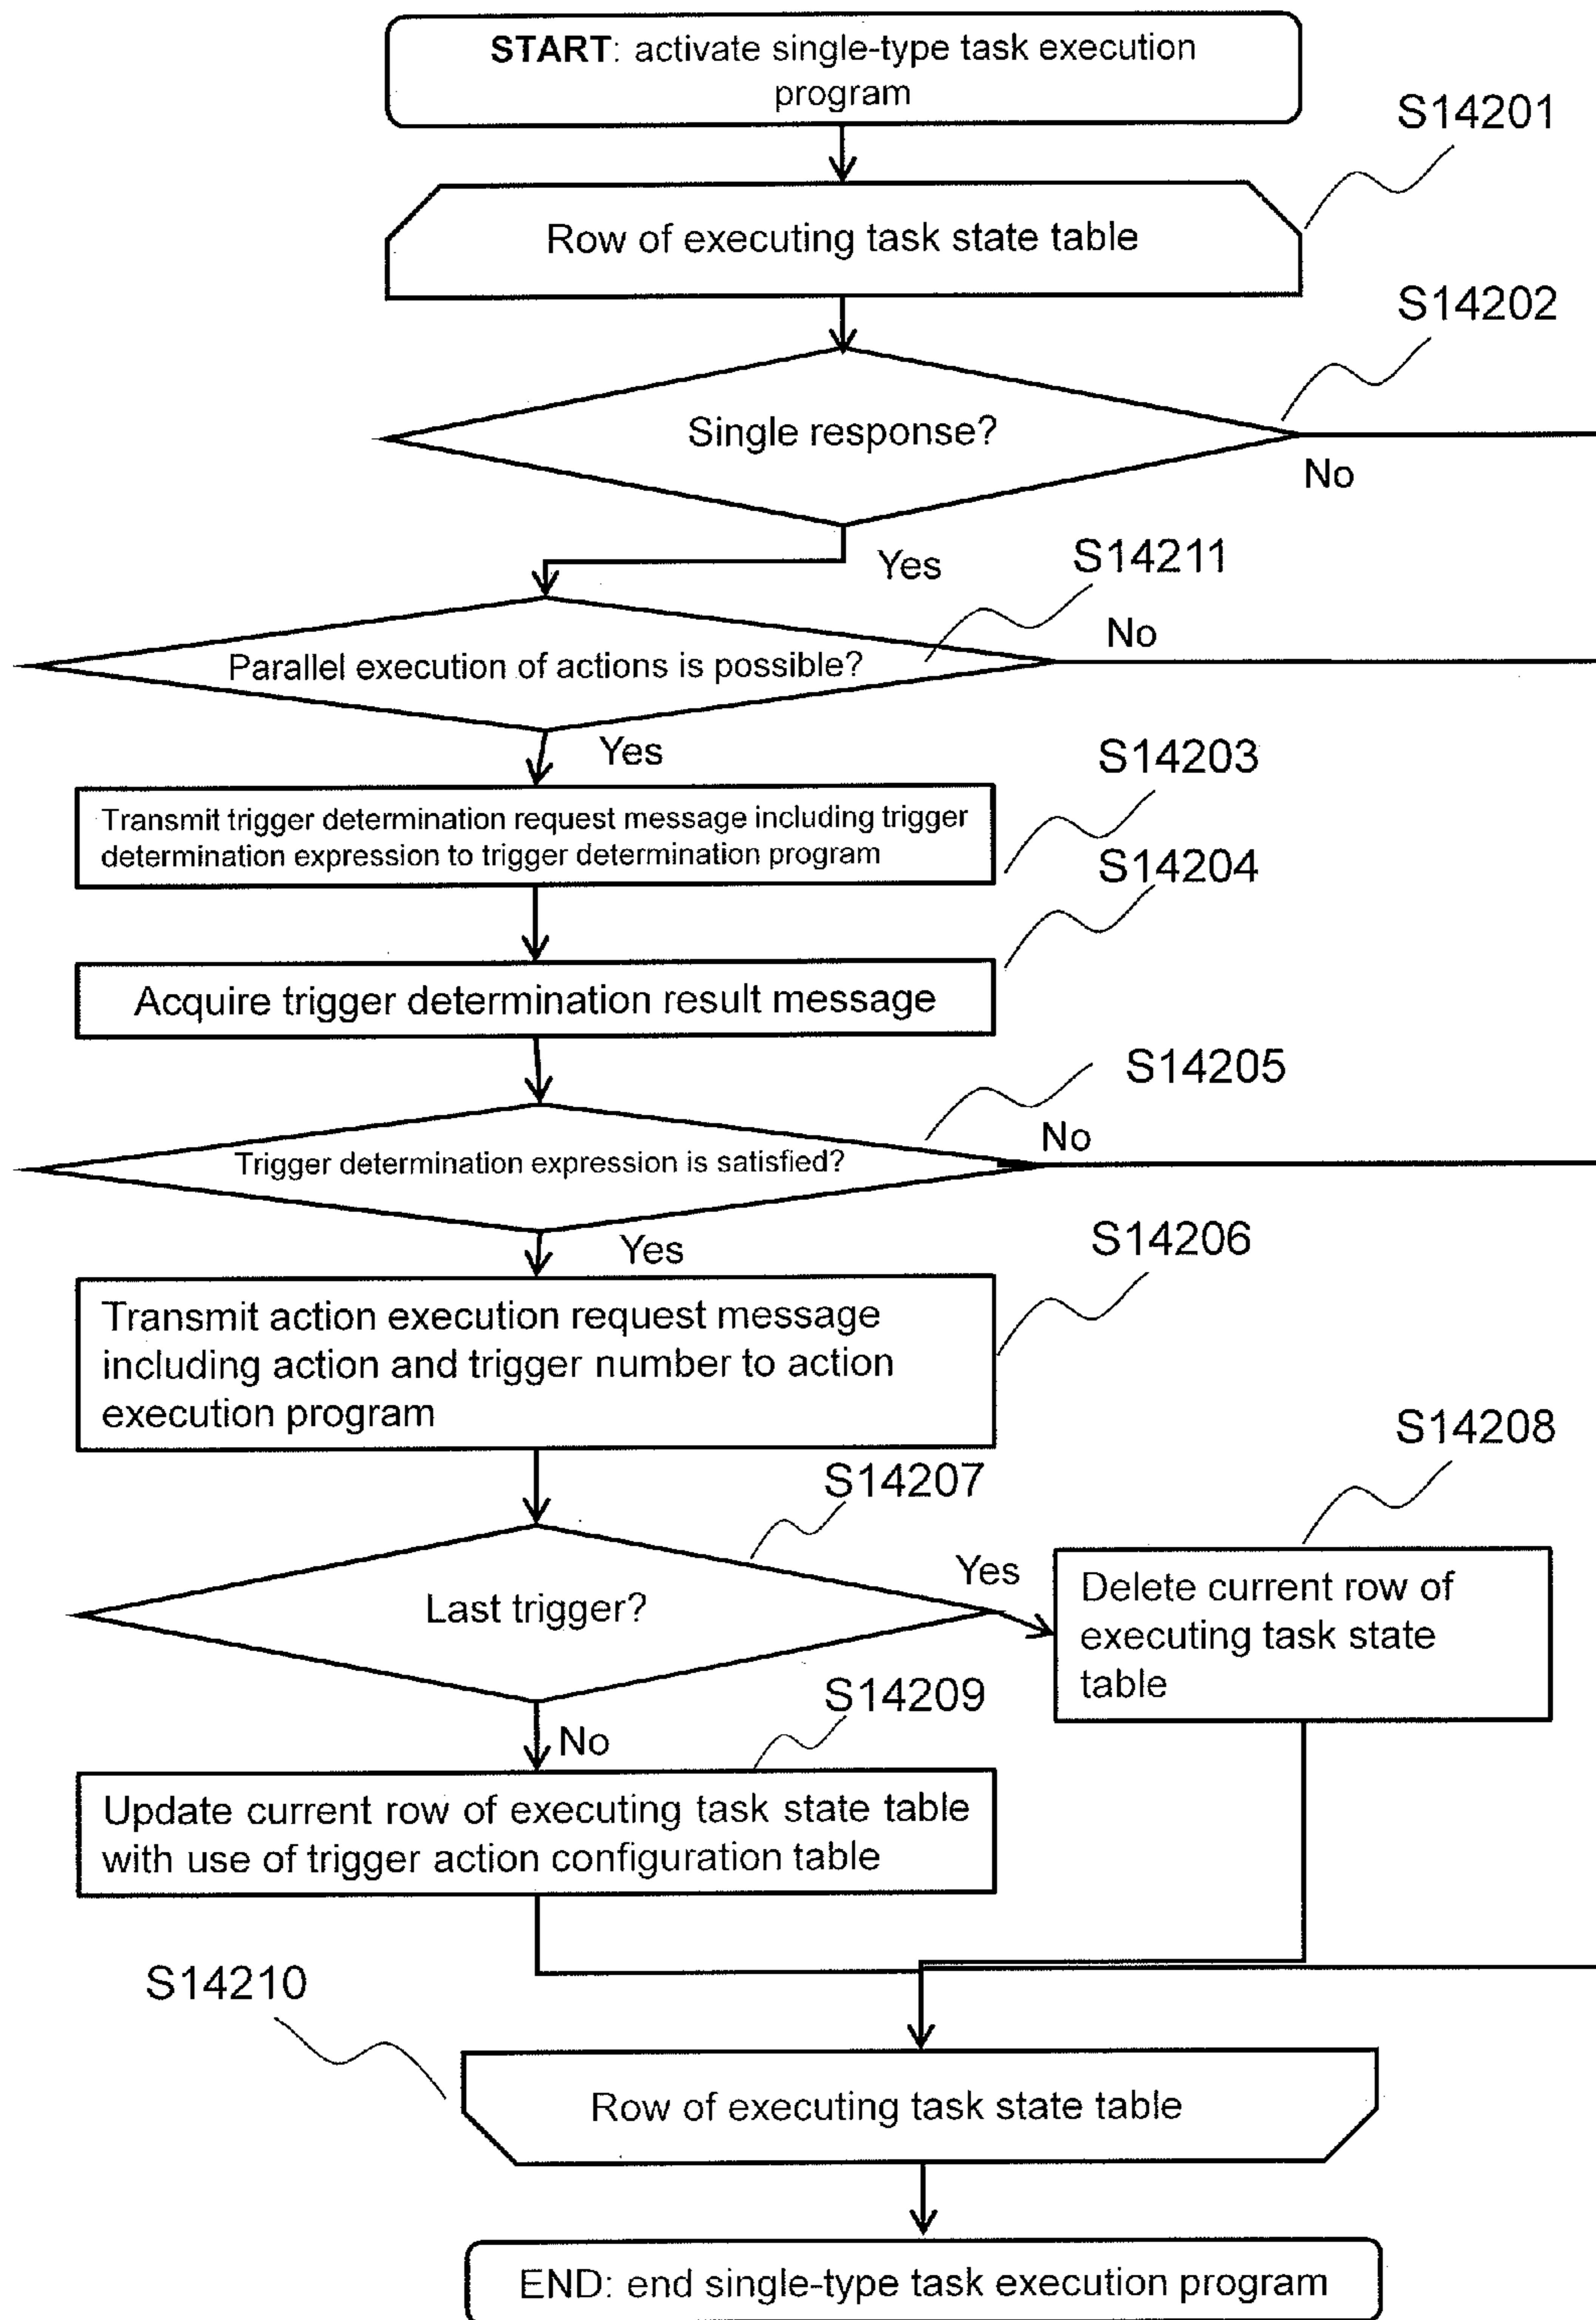 START: activate single-type task execution
program
S14201
Row of executing task state table
S14202
Single response?
No
Yes
S14211
No
Parallel execution of actions is possible?
Yes
S14203
Transmit trigger determination request message including trigger
determination expression to trigger determination program
S14204
Acquire trigger determination result message
S14205
No
Trigger determination expression is satisfied?
Yes
S14206
Transmit action execution request message
including action and trigger number to action
execution program
S14207
S14208
Last trigger?
Yes
Delete current row of
executing task state
table
S14209
No
Update current row of executing task state table
with use of trigger action configuration table
S14210
Row of executing task state table
END: end single-type task execution program